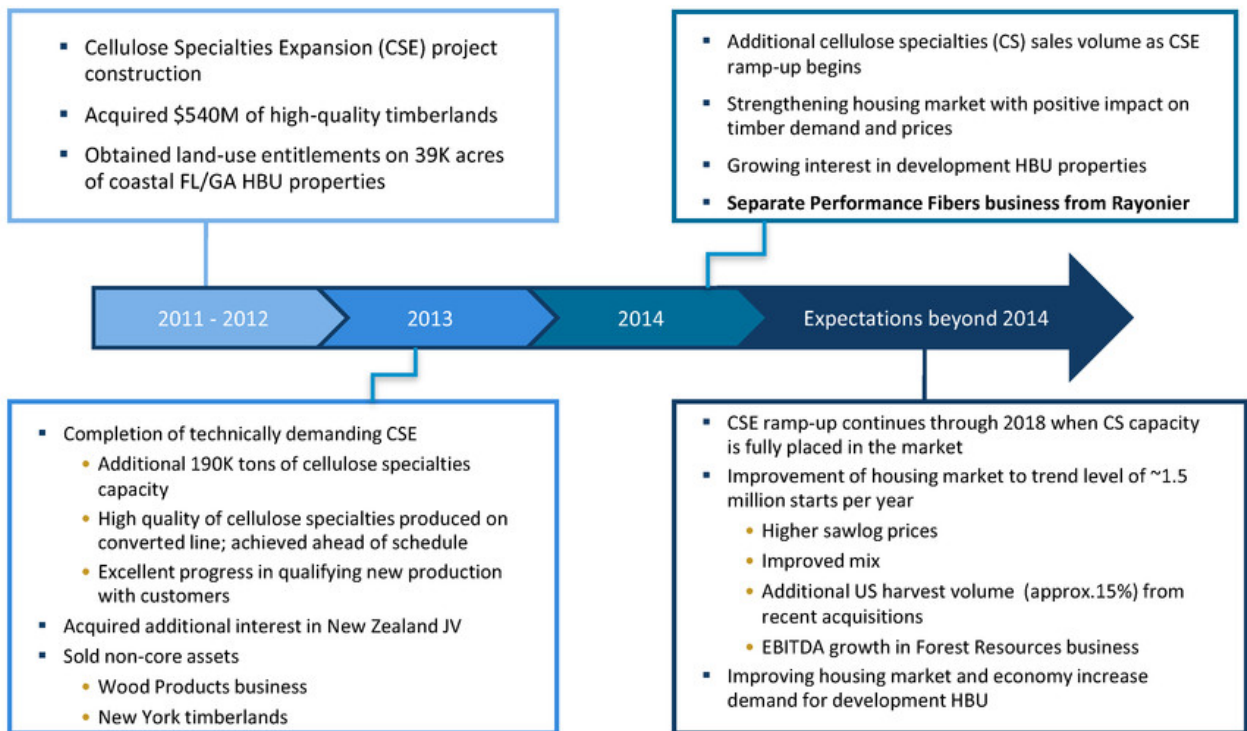 ▪ Cellulose Specialties Expansion (CSE) project
construction
▪ Acquired $540M of high-quality timberlands
▪ Obtained land-use entitlements on 39K acres
of coastal FL/GA HBU properties
▪ Additional cellulose specialties (CS) sales volume as CSE
ramp-up begins
▪ Strengthening housing market with positive impact on
timber demand and prices
▪ Growing interest in development HBU properties
▪ Separate Performance Fibers business from Rayonier
2011 - 2012
2013
2014
Expectations beyond 2014
▪ Completion of technically demanding CSE
• Additional 190K tons of cellulose specialties
capacity
• High quality of cellulose specialties produced on
converted line; achieved ahead of schedule
• Excellent progress in qualifying new production
with customers
▪ Acquired additional interest in New Zealand JV
▪ Sold non-core assets
• Wood Products business
• New York timberlands
▪ CSE ramp-up continues through 2018 when CS capacity
is fully placed in the market
▪ Improvement of housing market to trend level of ~1.5
million starts per year
• Higher sawlog prices
• Improved mix
• Additional US harvest volume (approx.15%) from
recent acquisitions
• EBITDA growth in Forest Resources business
▪ Improving housing market and economy increase
demand for development HBU